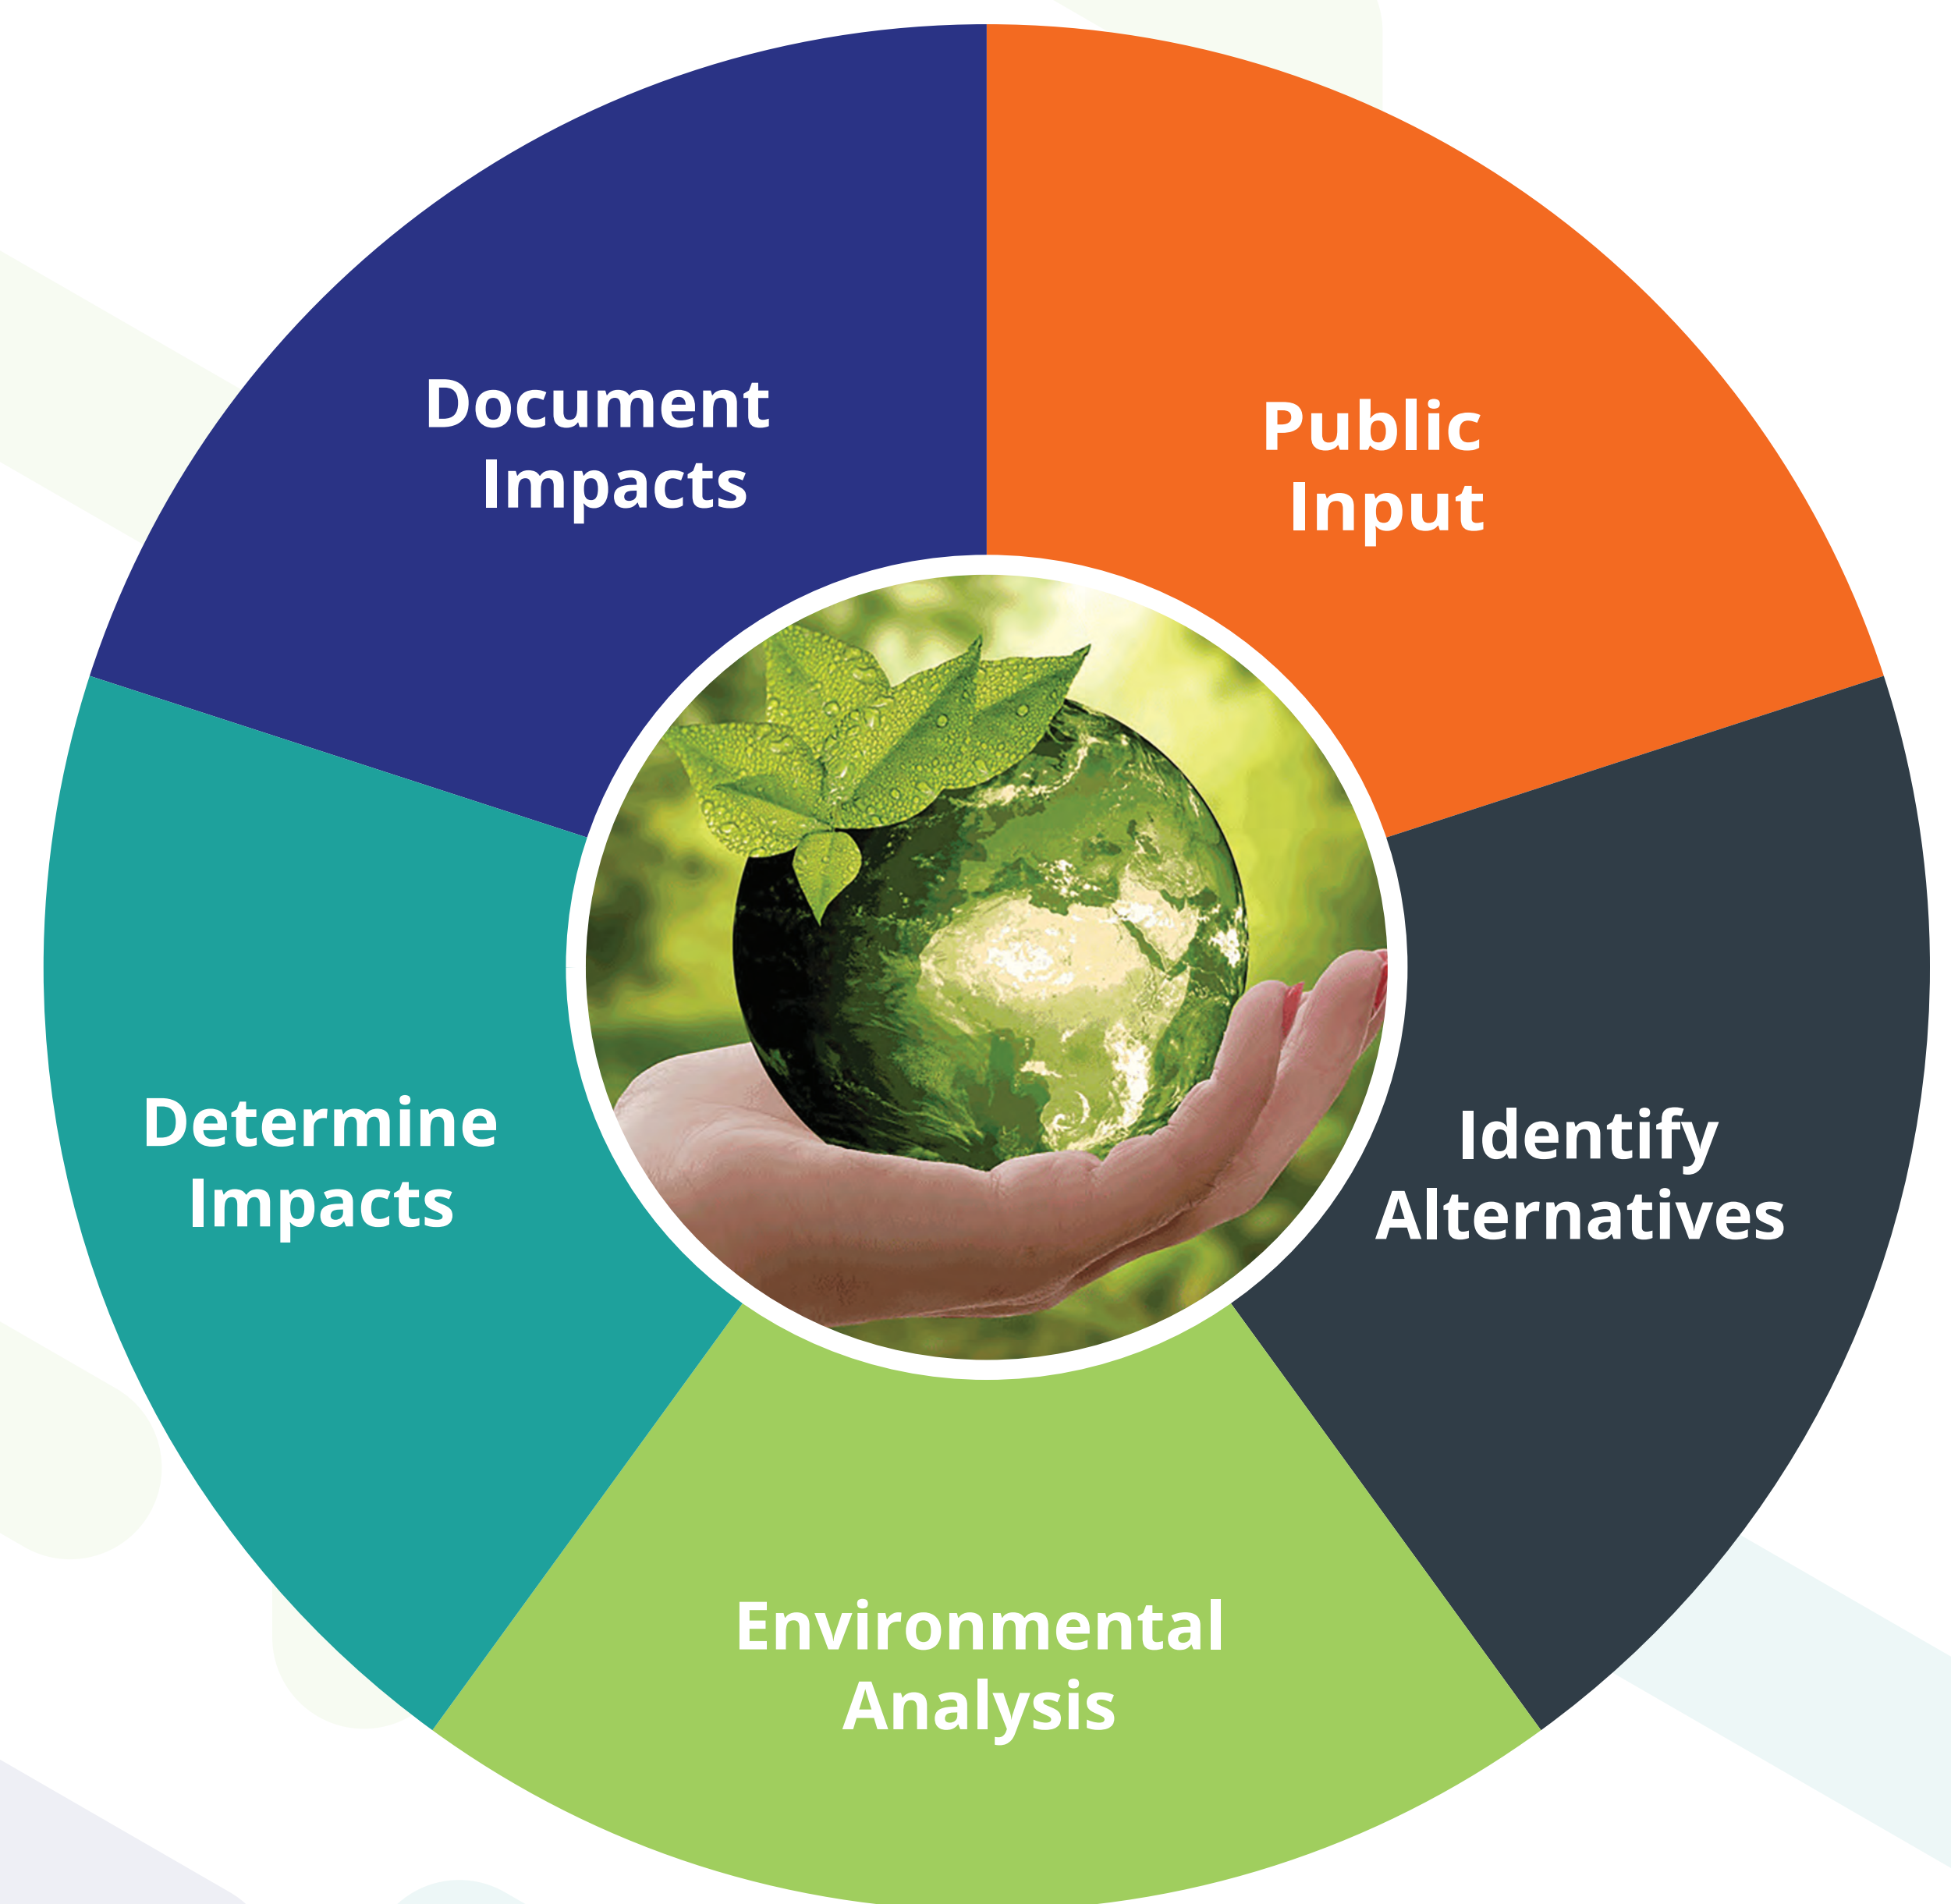 Document
Impacts
Public
Input
Determine
Impacts
Identify
Alternatives
Environmental
Analysis